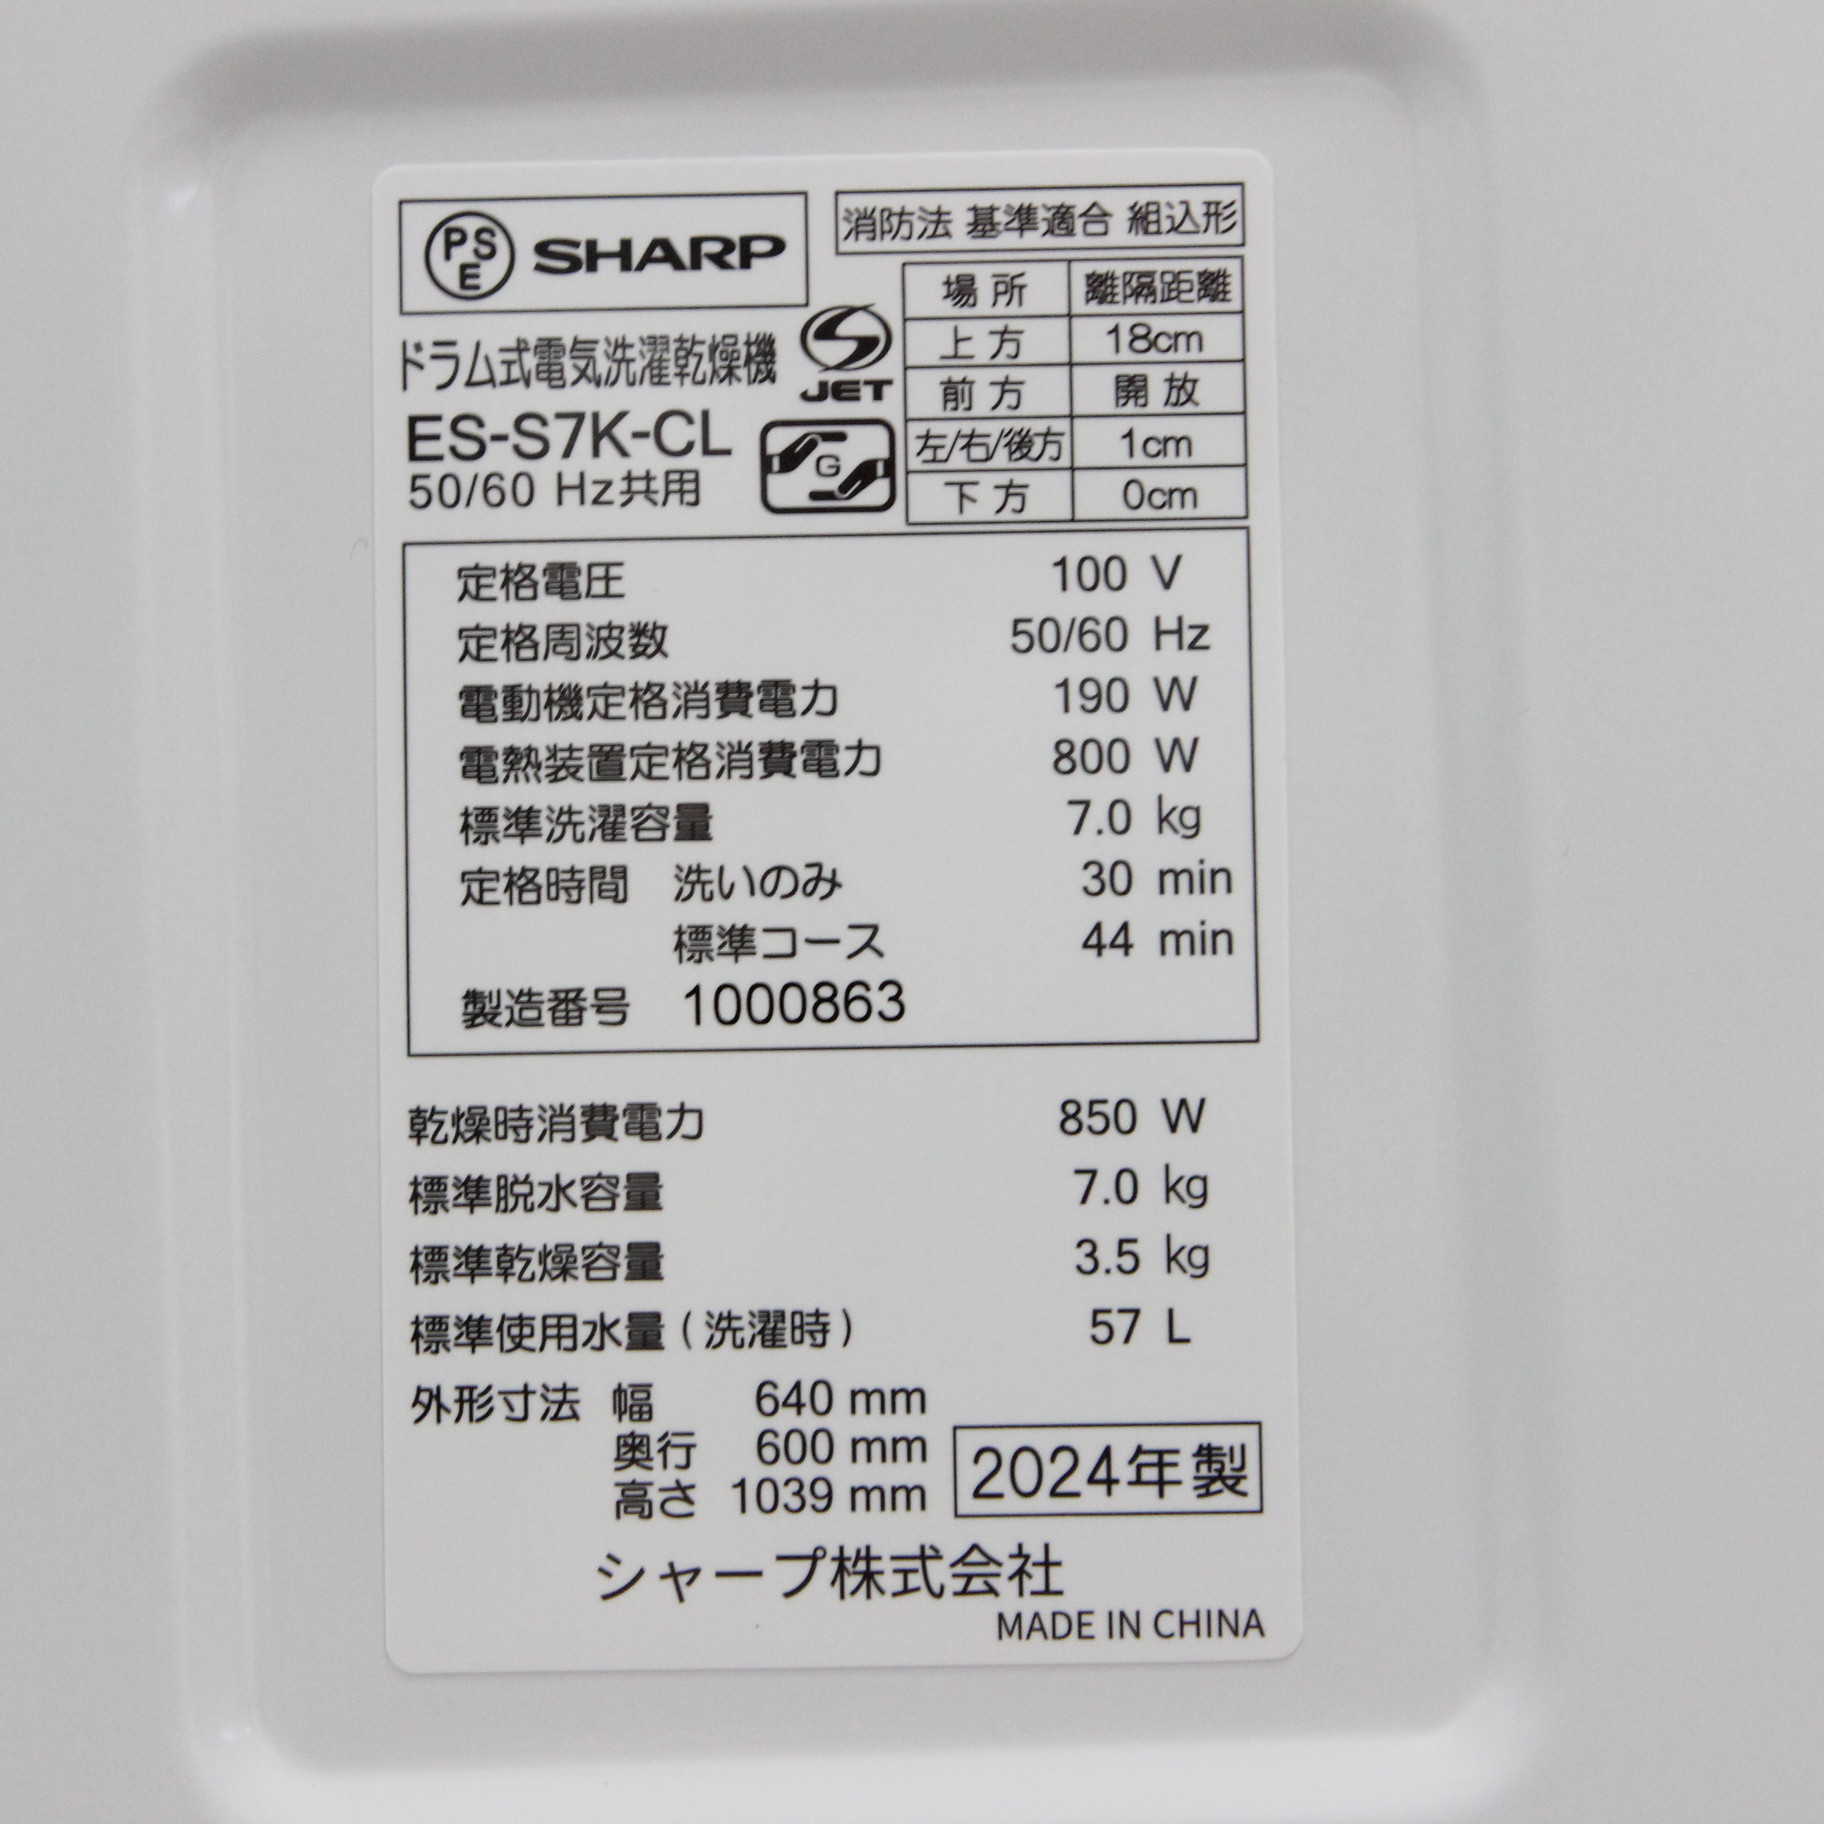 PSE SHARP
消防法 基準適合 組込形
ドラム式電気洗濯乾燥機
JET
ES-S7K-CL
G
50/60 Hz共用
場所 離隔距離
上方 18cm
前方 開放
左/右/後方 1cm
下方 0cm
定格電圧 100 V
定格周波数 50/60 Hz
電動機定格消費電力 190 W
電熱装置定格消費電力 800 W
標準洗濯容量 7.0 kg
定格時間 洗いのみ 30 min
標準コース 44 min
製造番号 1000863
乾燥時消費電力 850 W
標準脱水容量 7.0 kg
標準乾燥容量 3.5 kg
標準使用水量(洗濯時) 57 L
外形寸法 幅 640 mm
奥行 600 mm
高さ 1039 mm
2024年製
シャープ株式会社
MADE IN CHINA